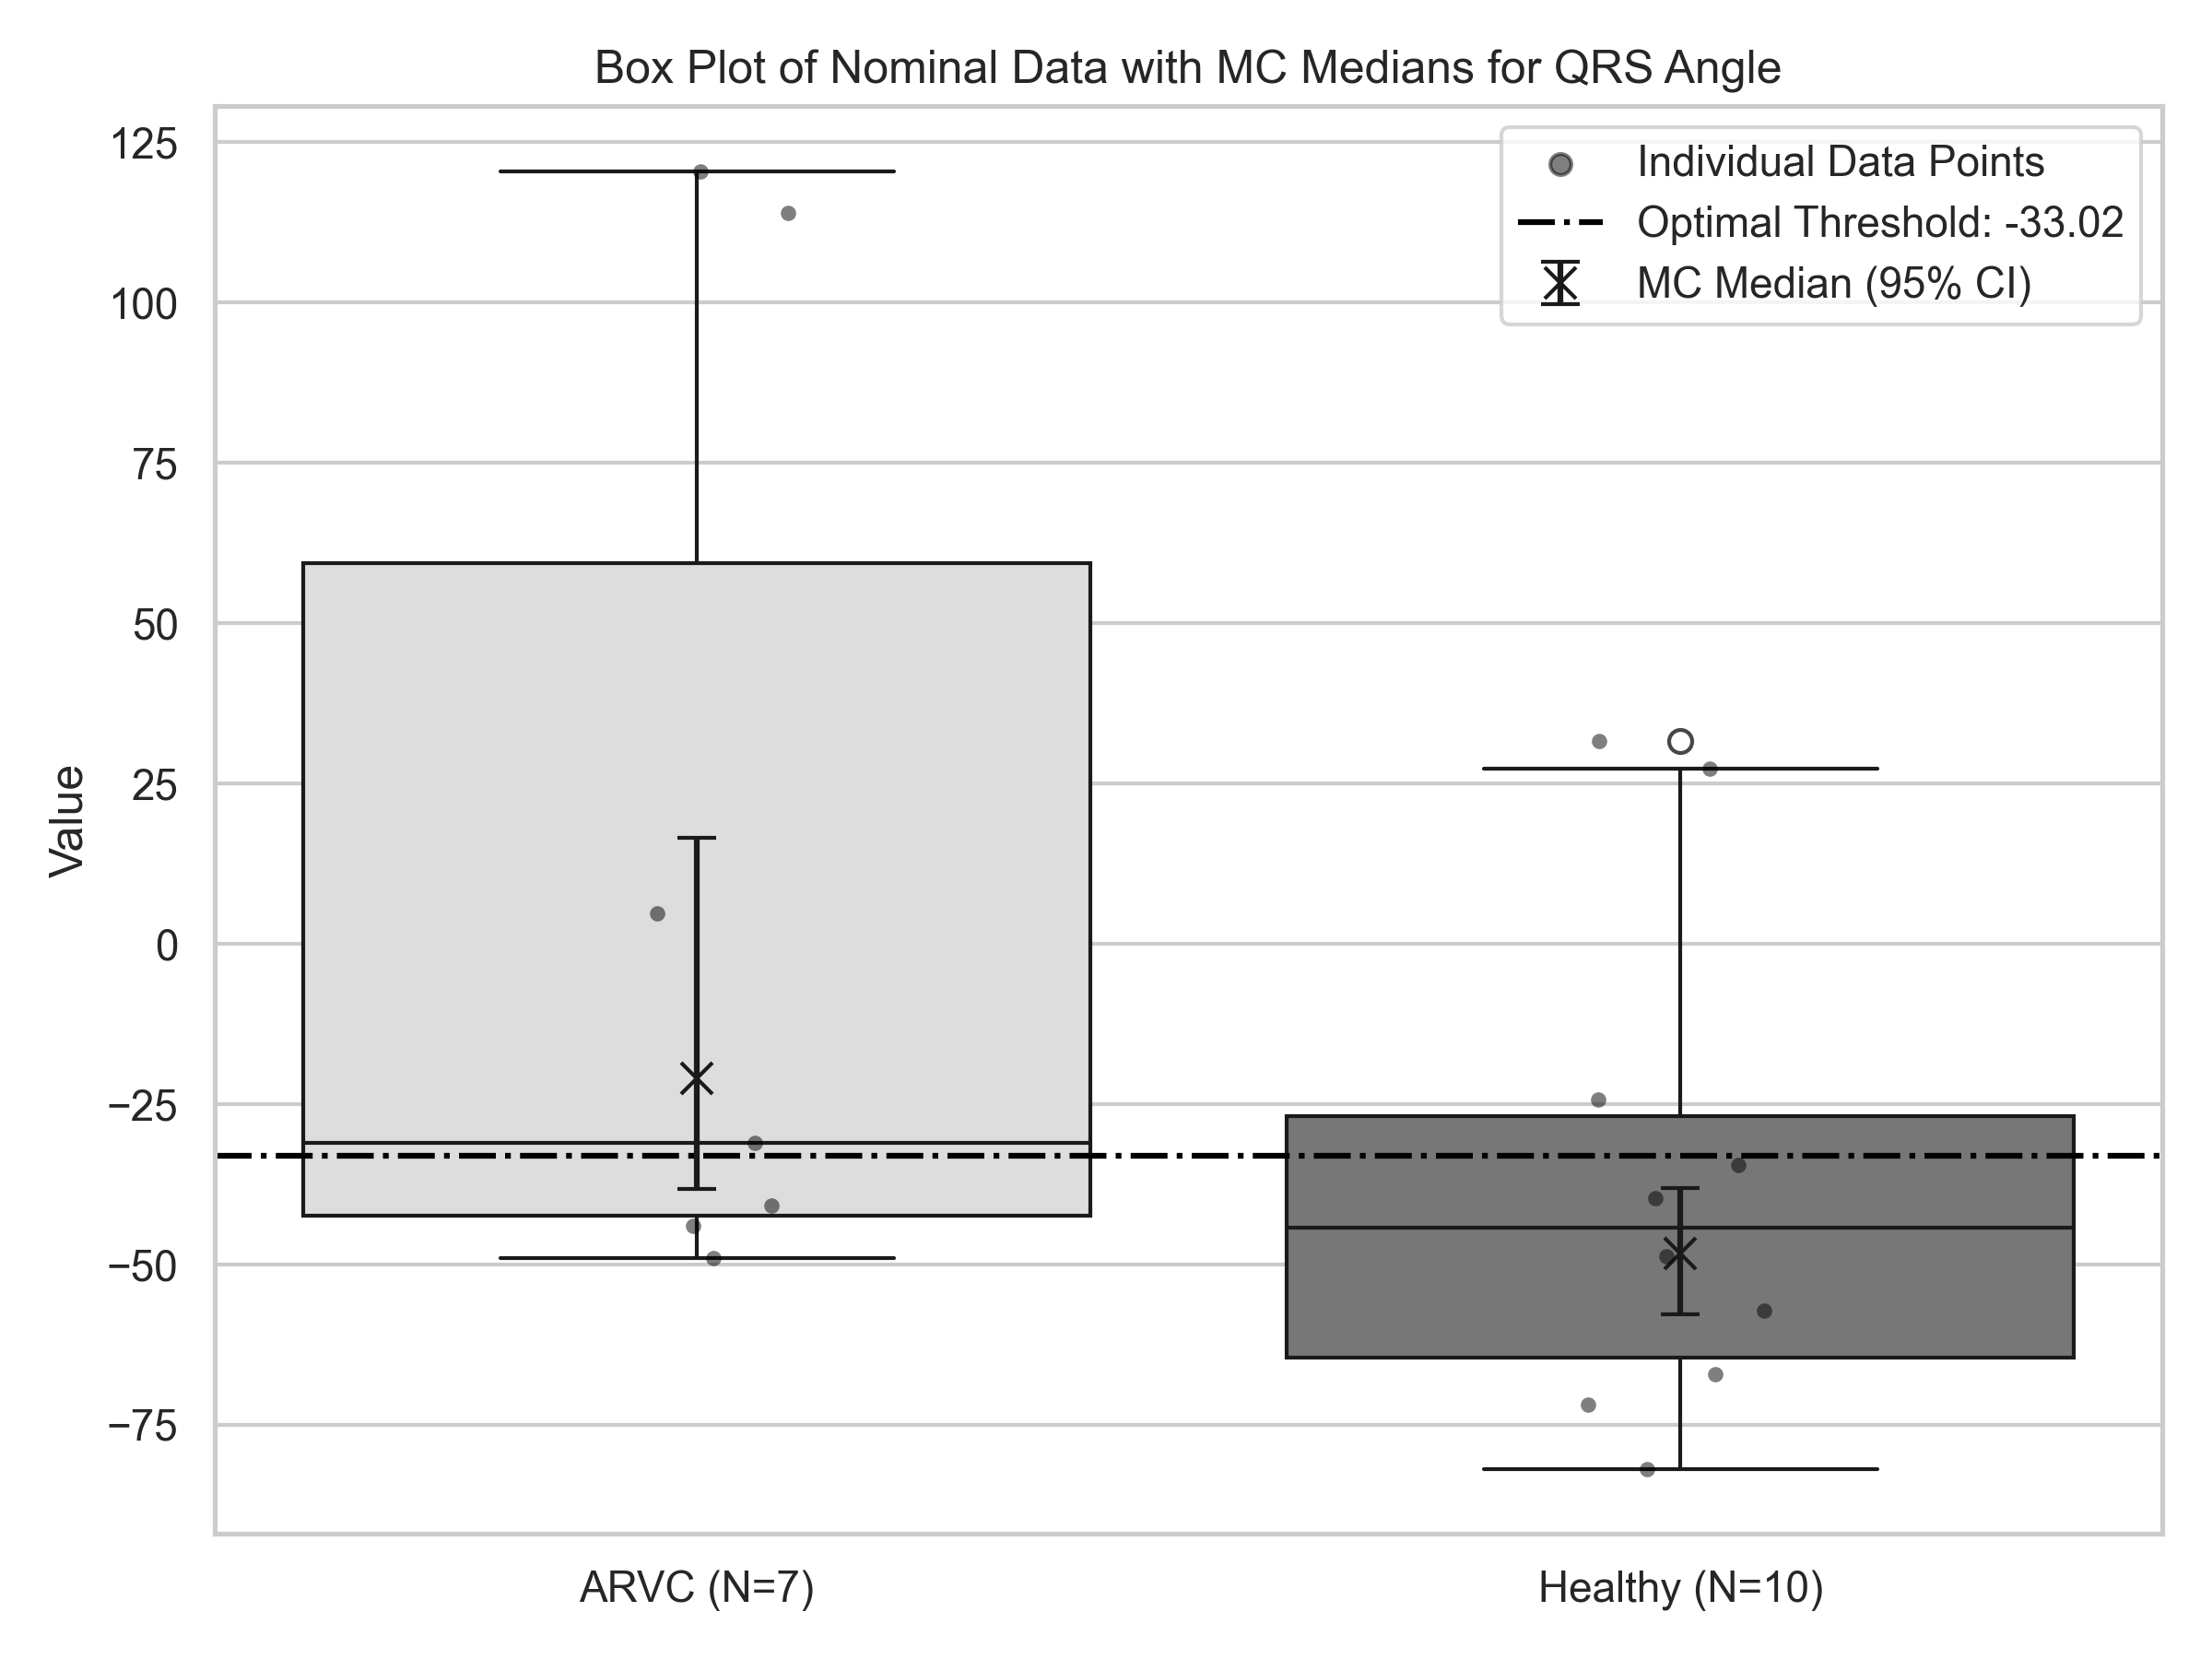 Box Plot of Nominal Data with MC Medians for QRS Angle
Individual Data Points
Optimal Threshold: -33.02
MC Median (95% CI)
Value
125
100
75
50
25
0
−25
−50
−75
ARVC (N=7)
Healthy (N=10)